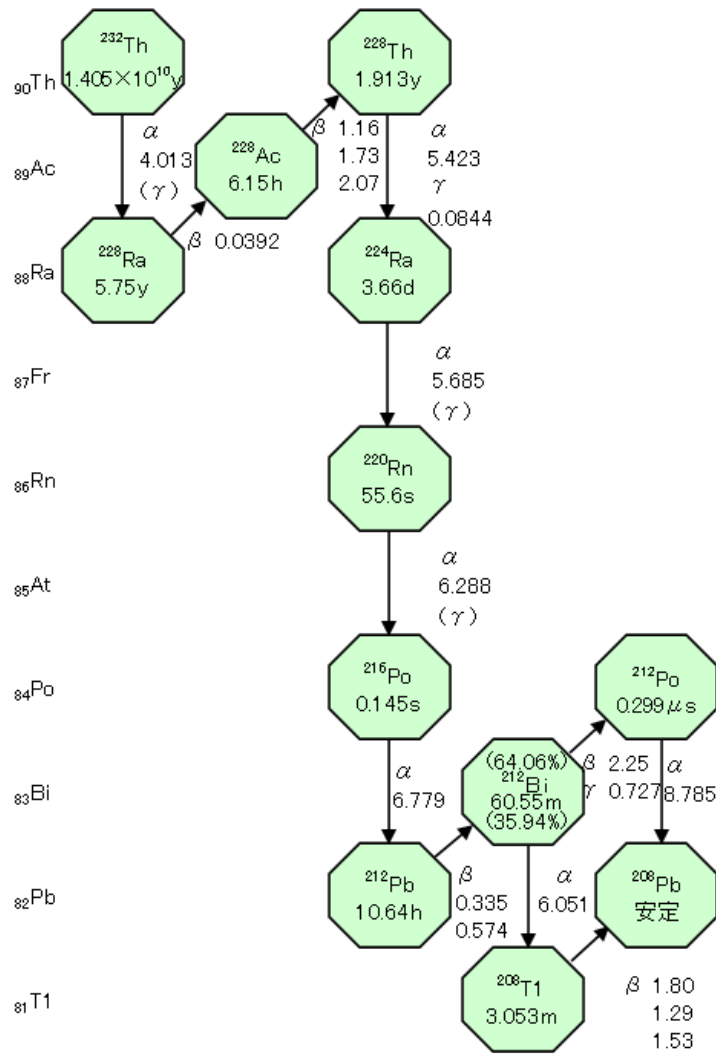 ²³²Th
1.405×10¹⁰y
²²⁸Th
1.913y
₉₀Th
α
4.013
(γ)
²²⁸Ac
6.15h
β 1.16
1.73
2.07
α
5.423
γ
0.0844
₈₉Ac
²²⁸Ra
5.75y
β 0.0392
²²⁴Ra
3.66d
₈₈Ra
α
5.685
(γ)
₈₇Fr
²²⁰Rn
55.6s
₈₆Rn
α
6.288
(γ)
₈₅At
²¹⁶Po
0.145s
²¹²Po
0.299μs
₈₄Po
α
6.779
(64.06%)
²¹²Bi
60.55m
(35.94%)
β 2.25
γ 0.727
α
8.785
₈₃Bi
²¹²Pb
10.64h
β
0.335
0.574
α
6.051
²⁰⁸Pb
安定
₈₂Pb
²⁰⁸T1
3.053m
β 1.80
1.29
1.53
₈₁T1